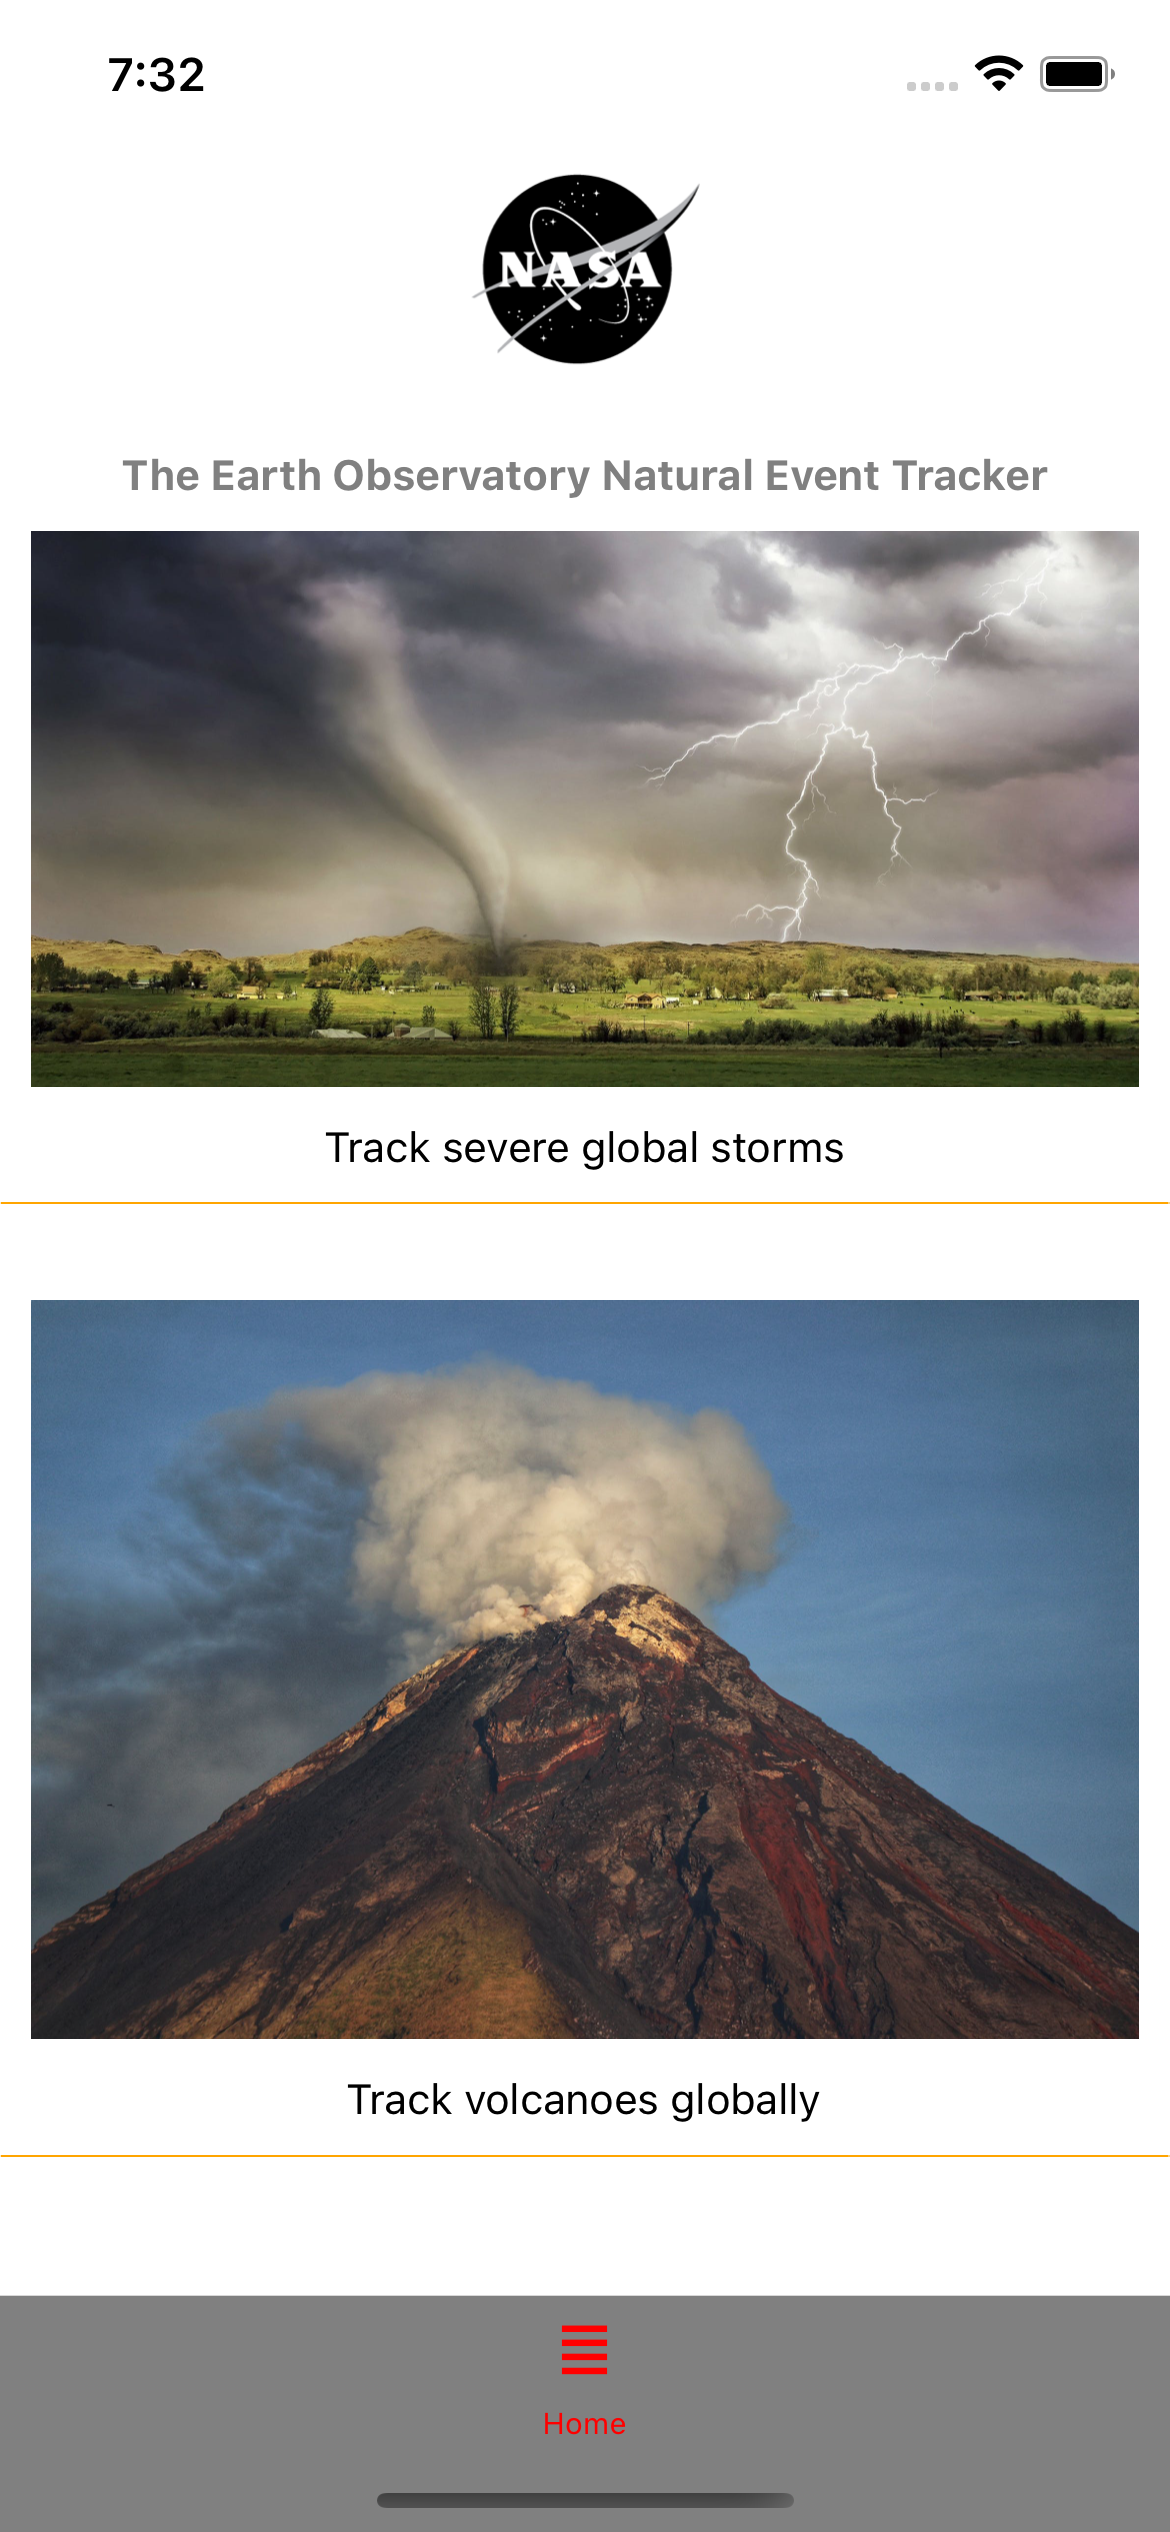 7:32
NASA
The Earth Observatory Natural Event Tracker
Track severe global storms
Track volcanoes globally
Home